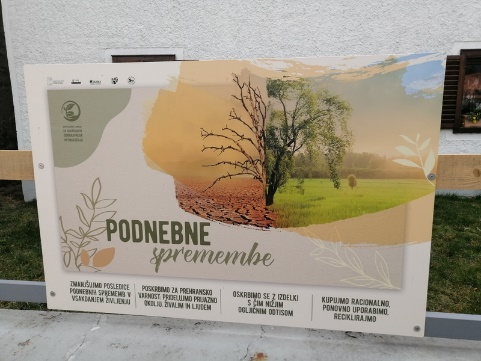 PODNEBNE
spremembe
ZMANJŠUJMO POSLEDICE
PODNEBNIH SPREMEMB V
VSAKDANJEM ŽIVLJENJU
POSKRBIMO ZA PREHRANSKO
VARNOST: PRIDELUJMO PRIJAZNO
OKOLJU, ŽIVALIM IN LJUDEM
OSKRBIMO SE Z IZDELKI
S ČIM NIŽJIM
OGLJIČNIM ODTISOM
KUPUJMO RACIONALNO,
PONOVNO UPORABIMO,
RECIKLIRAJMO